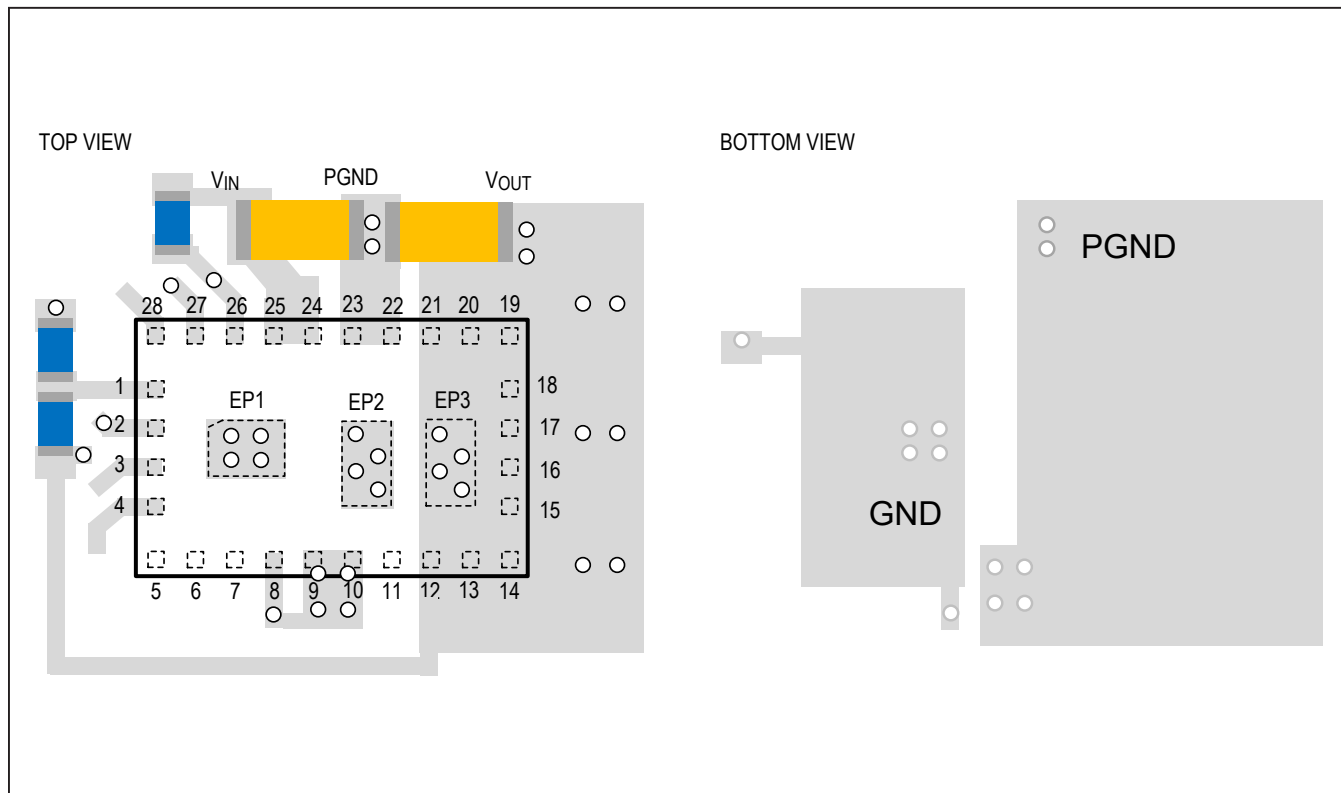 TOP VIEW
BOTTOM VIEW
VIN
PGND
VOUT
PGND
28 27 26 25 24 23 22 21 20 19
1
18
EP1
EP2
EP3
2
17
3
16
4
15
GND
5 6 7 8 9 10 11 12 13 14